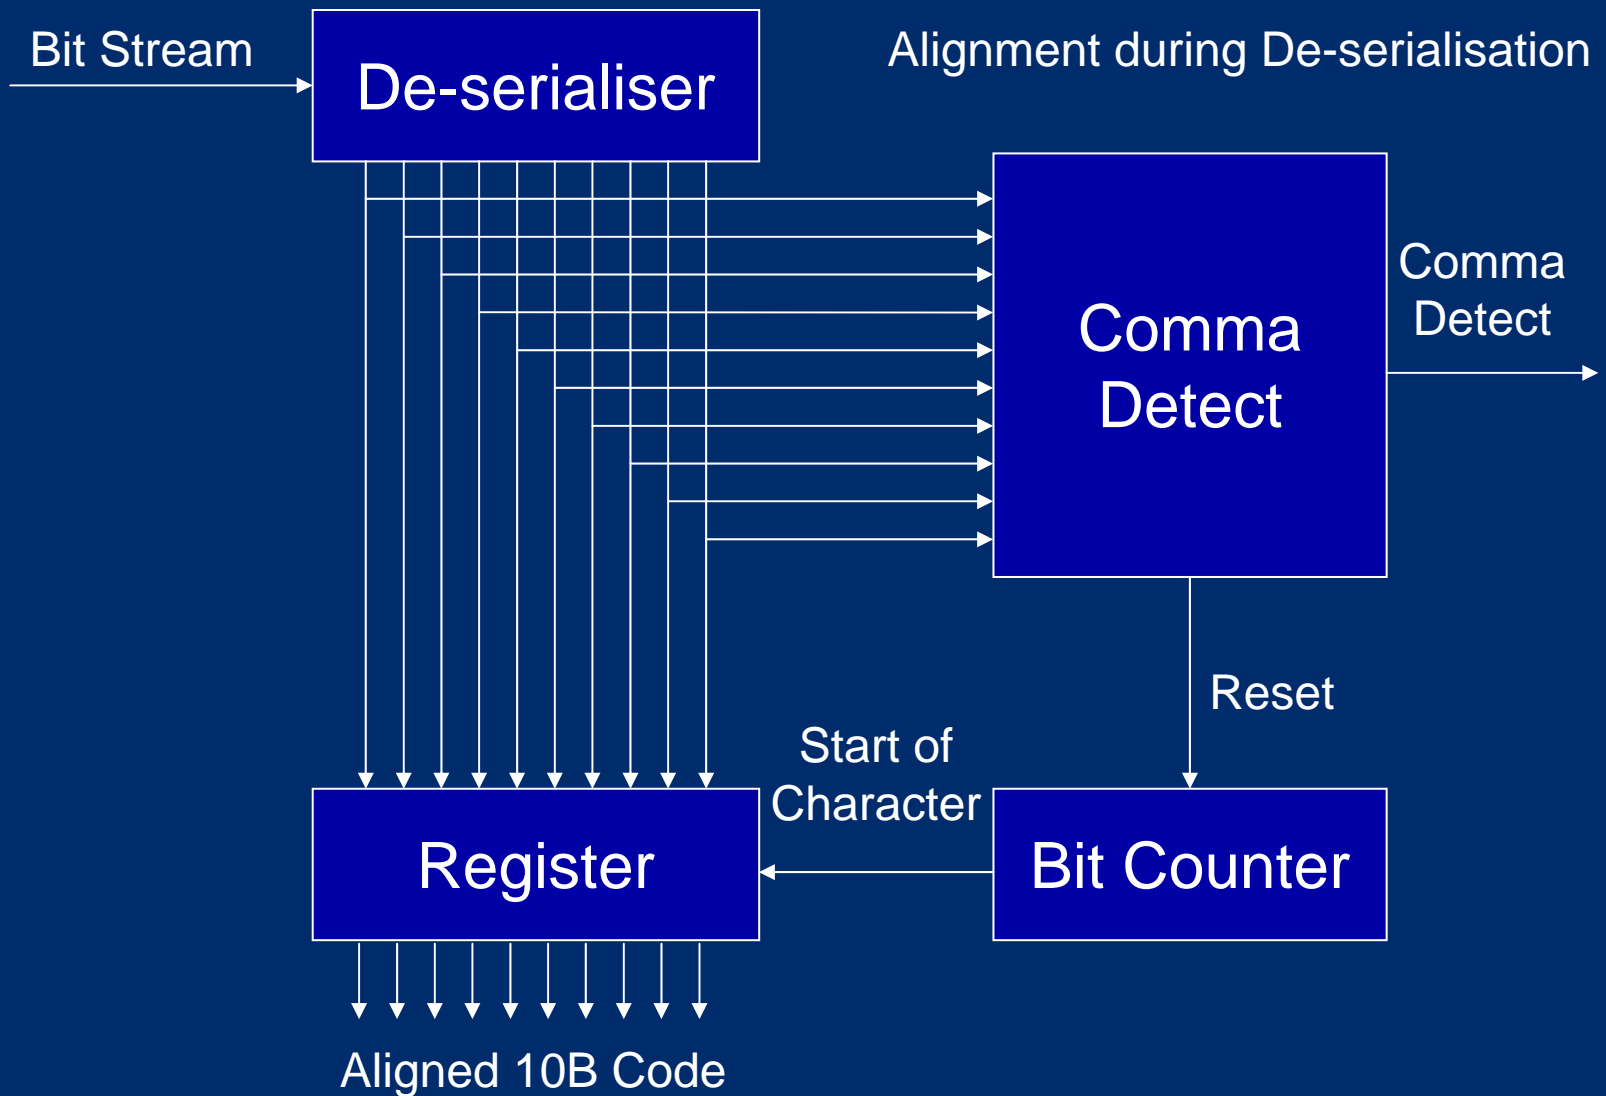 Bit Stream
De-serialiser
Alignment during De-serialisation
Comma
Detect
Comma
Detect
Reset
Start of
Character
Register
Bit Counter
Aligned 10B Code